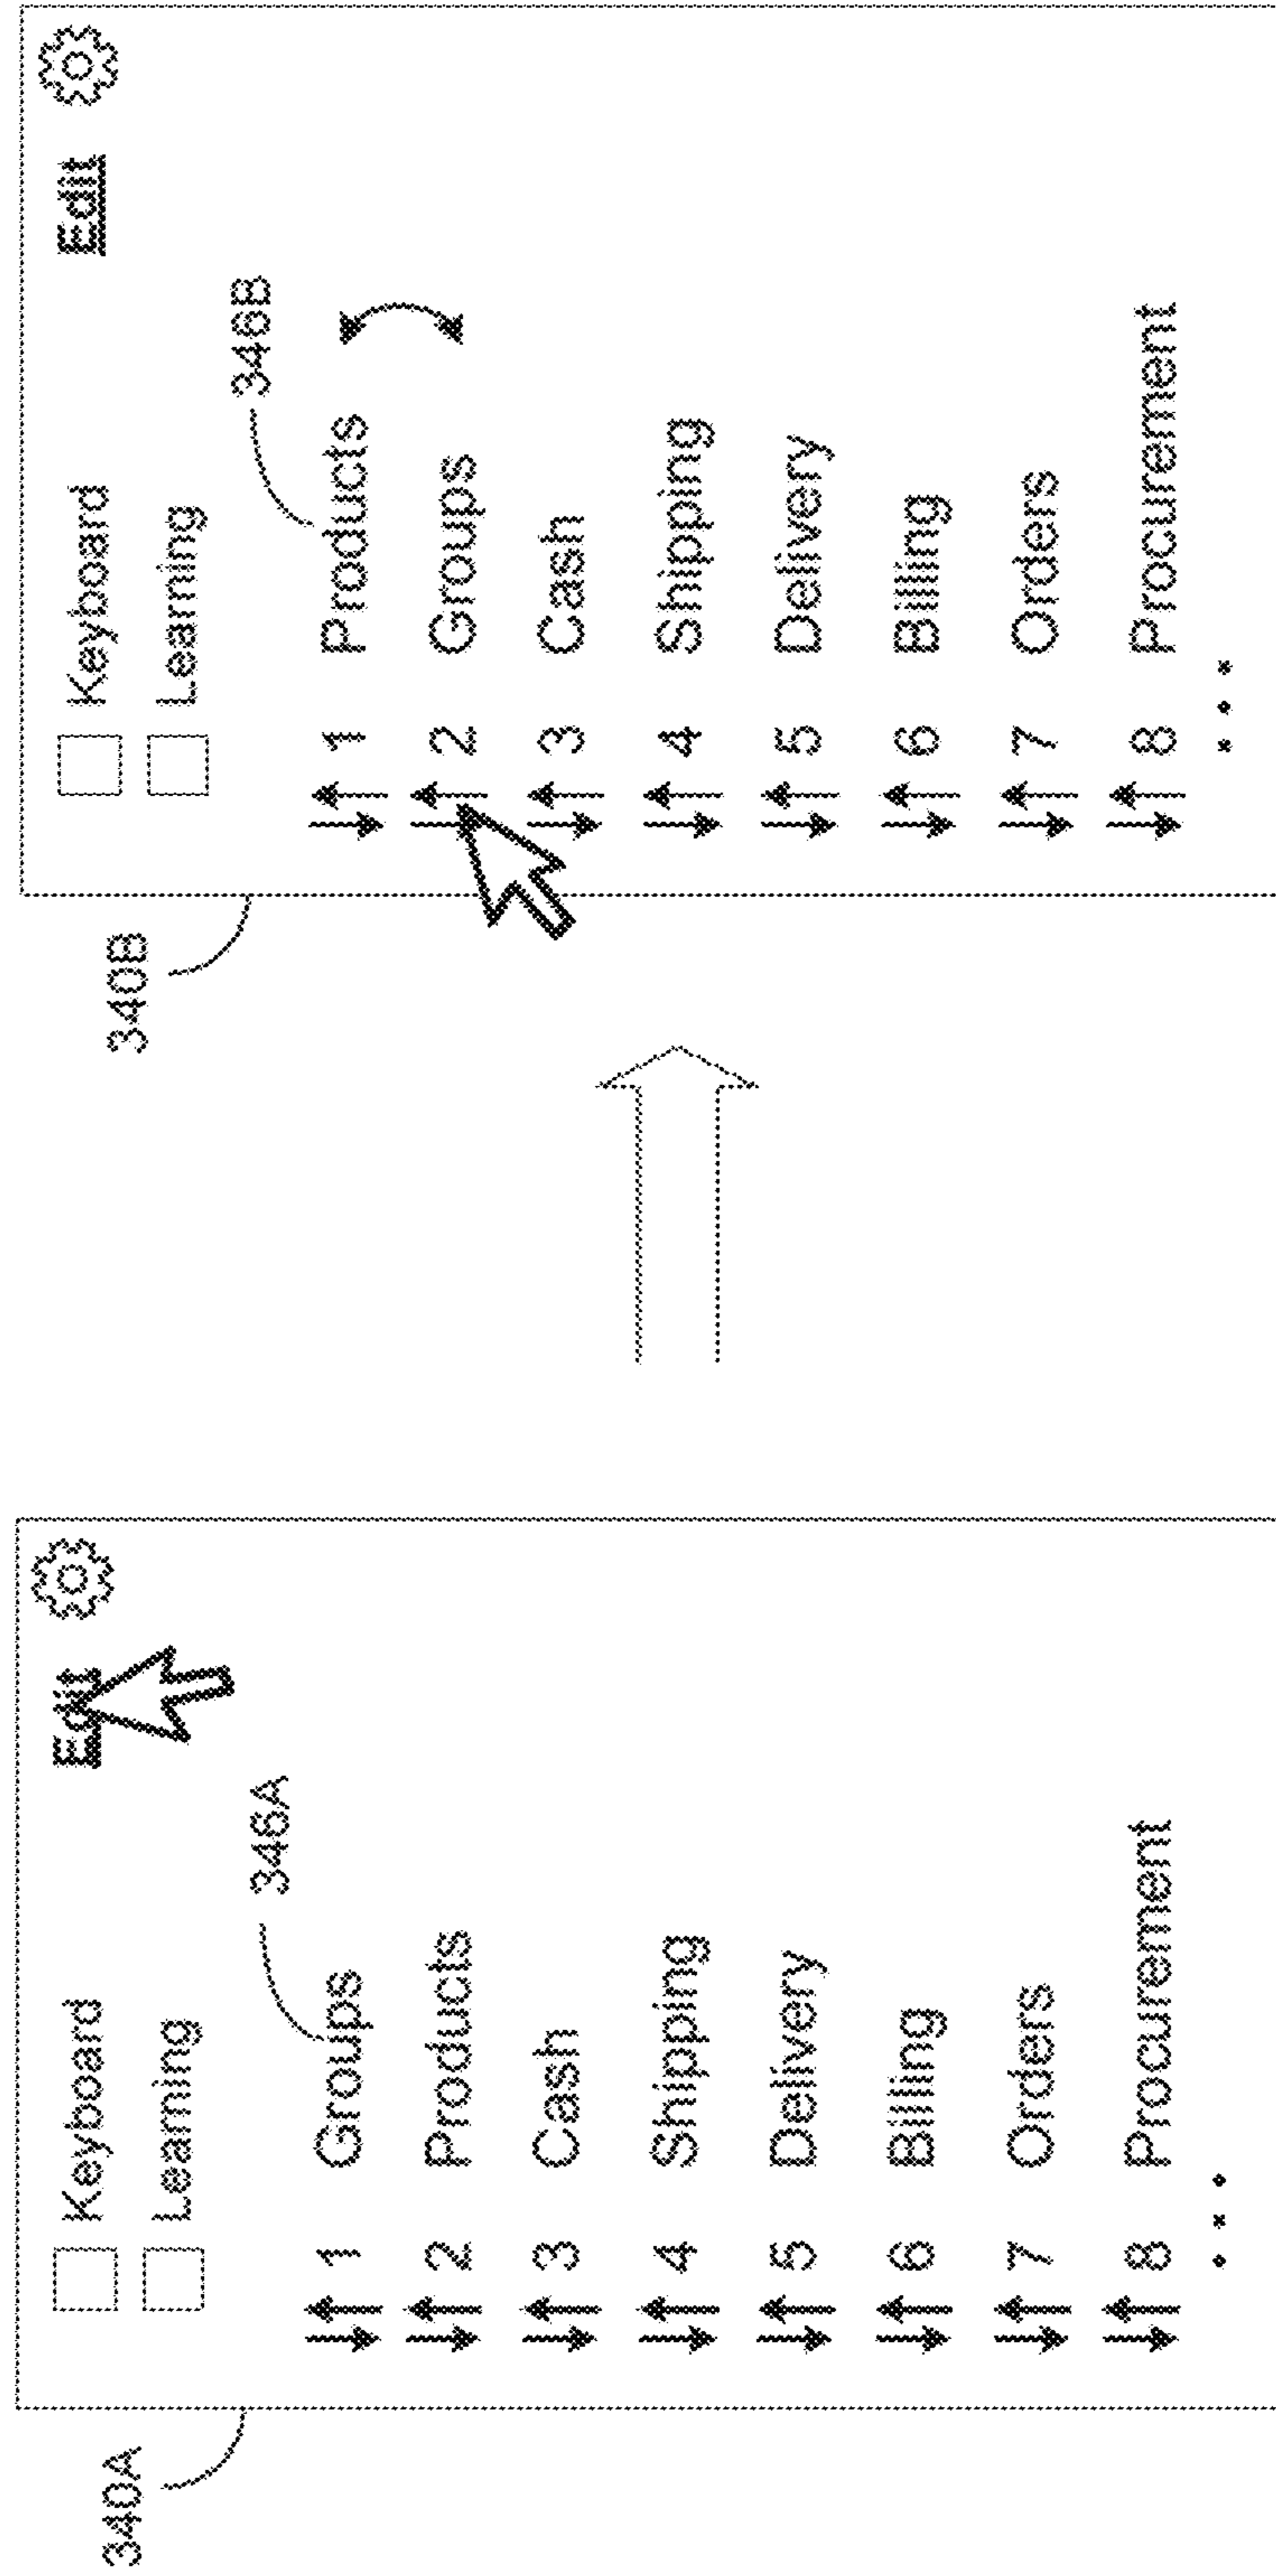 340A
Keyboard
Edit
Learning
346A
1 Groups
2 Products
3 Cash
4 Shipping
5 Delivery
6 Billing
7 Orders
8 Procurement
...
340B
Keyboard
Edit
Learning
346B
1 Products
2 Groups
3 Cash
4 Shipping
5 Delivery
6 Billing
7 Orders
8 Procurement
...